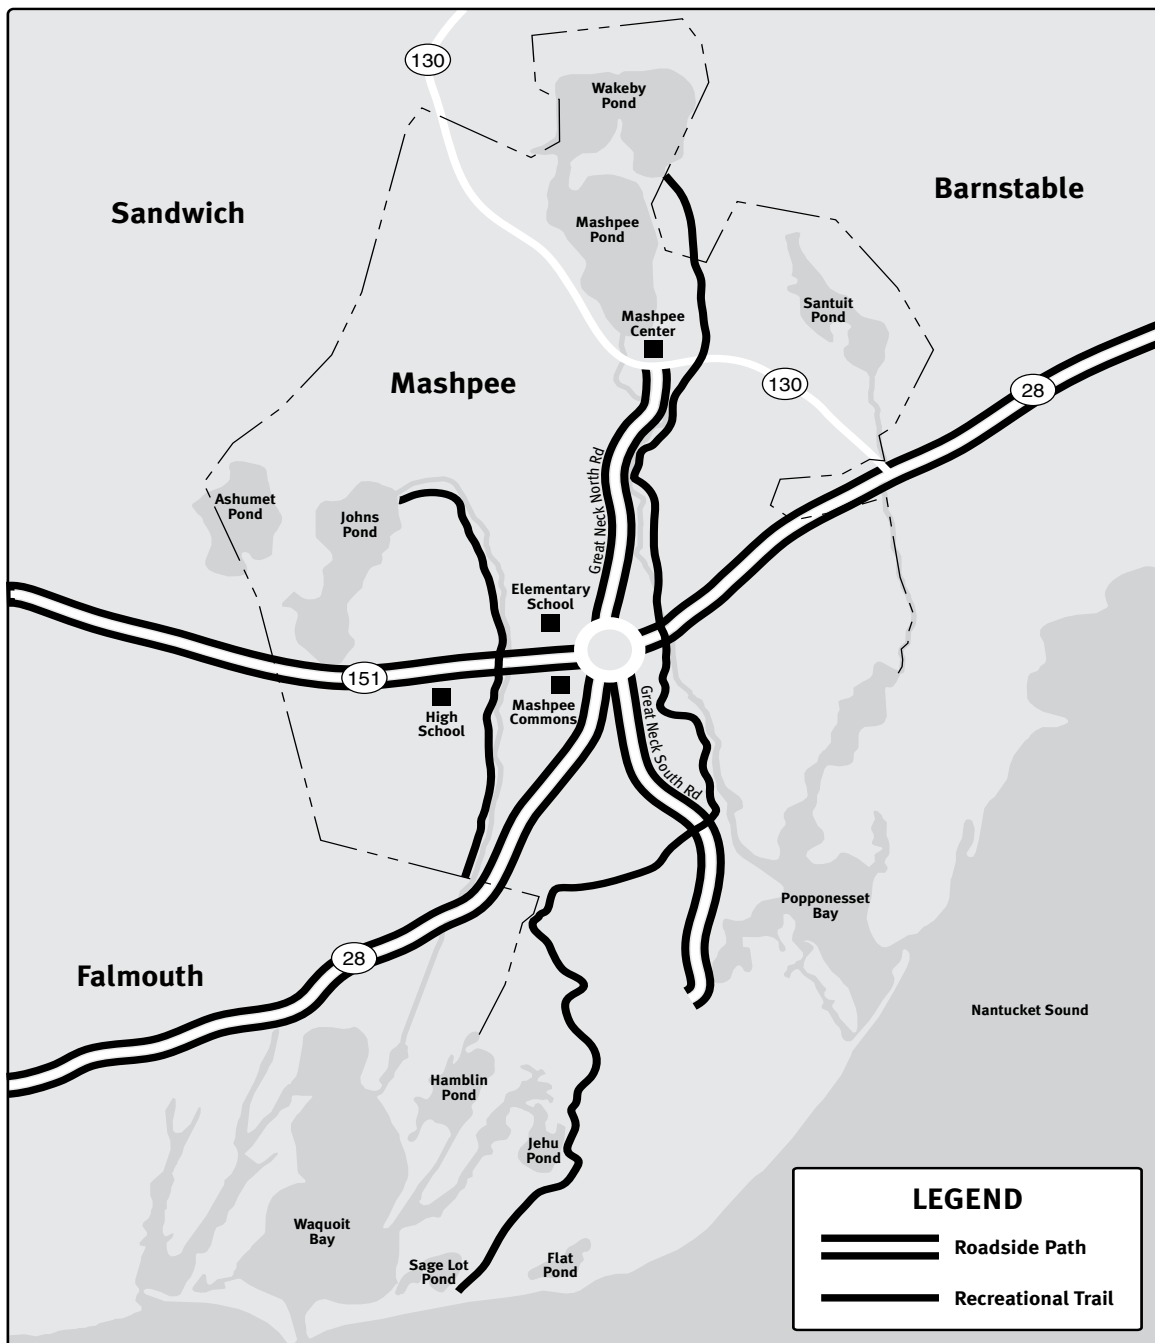 130
Wakeby
Pond
Barnstable
Sandwich
Mashpee
Pond
Santuit
Pond
Mashpee
Center
Mashpee
130
28
Great Neck North Rd
Ashumet
Pond
Johns
Pond
Elementary
School
151
High
School
Mashpee
Commons
Great Neck South Rd
Popponesset
Bay
28
Falmouth
Nantucket Sound
Hamblin
Pond
Jehu
Pond
Waquoit
Bay
Sage Lot
Pond
Flat
Pond
LEGEND
Roadside Path
Recreational Trail